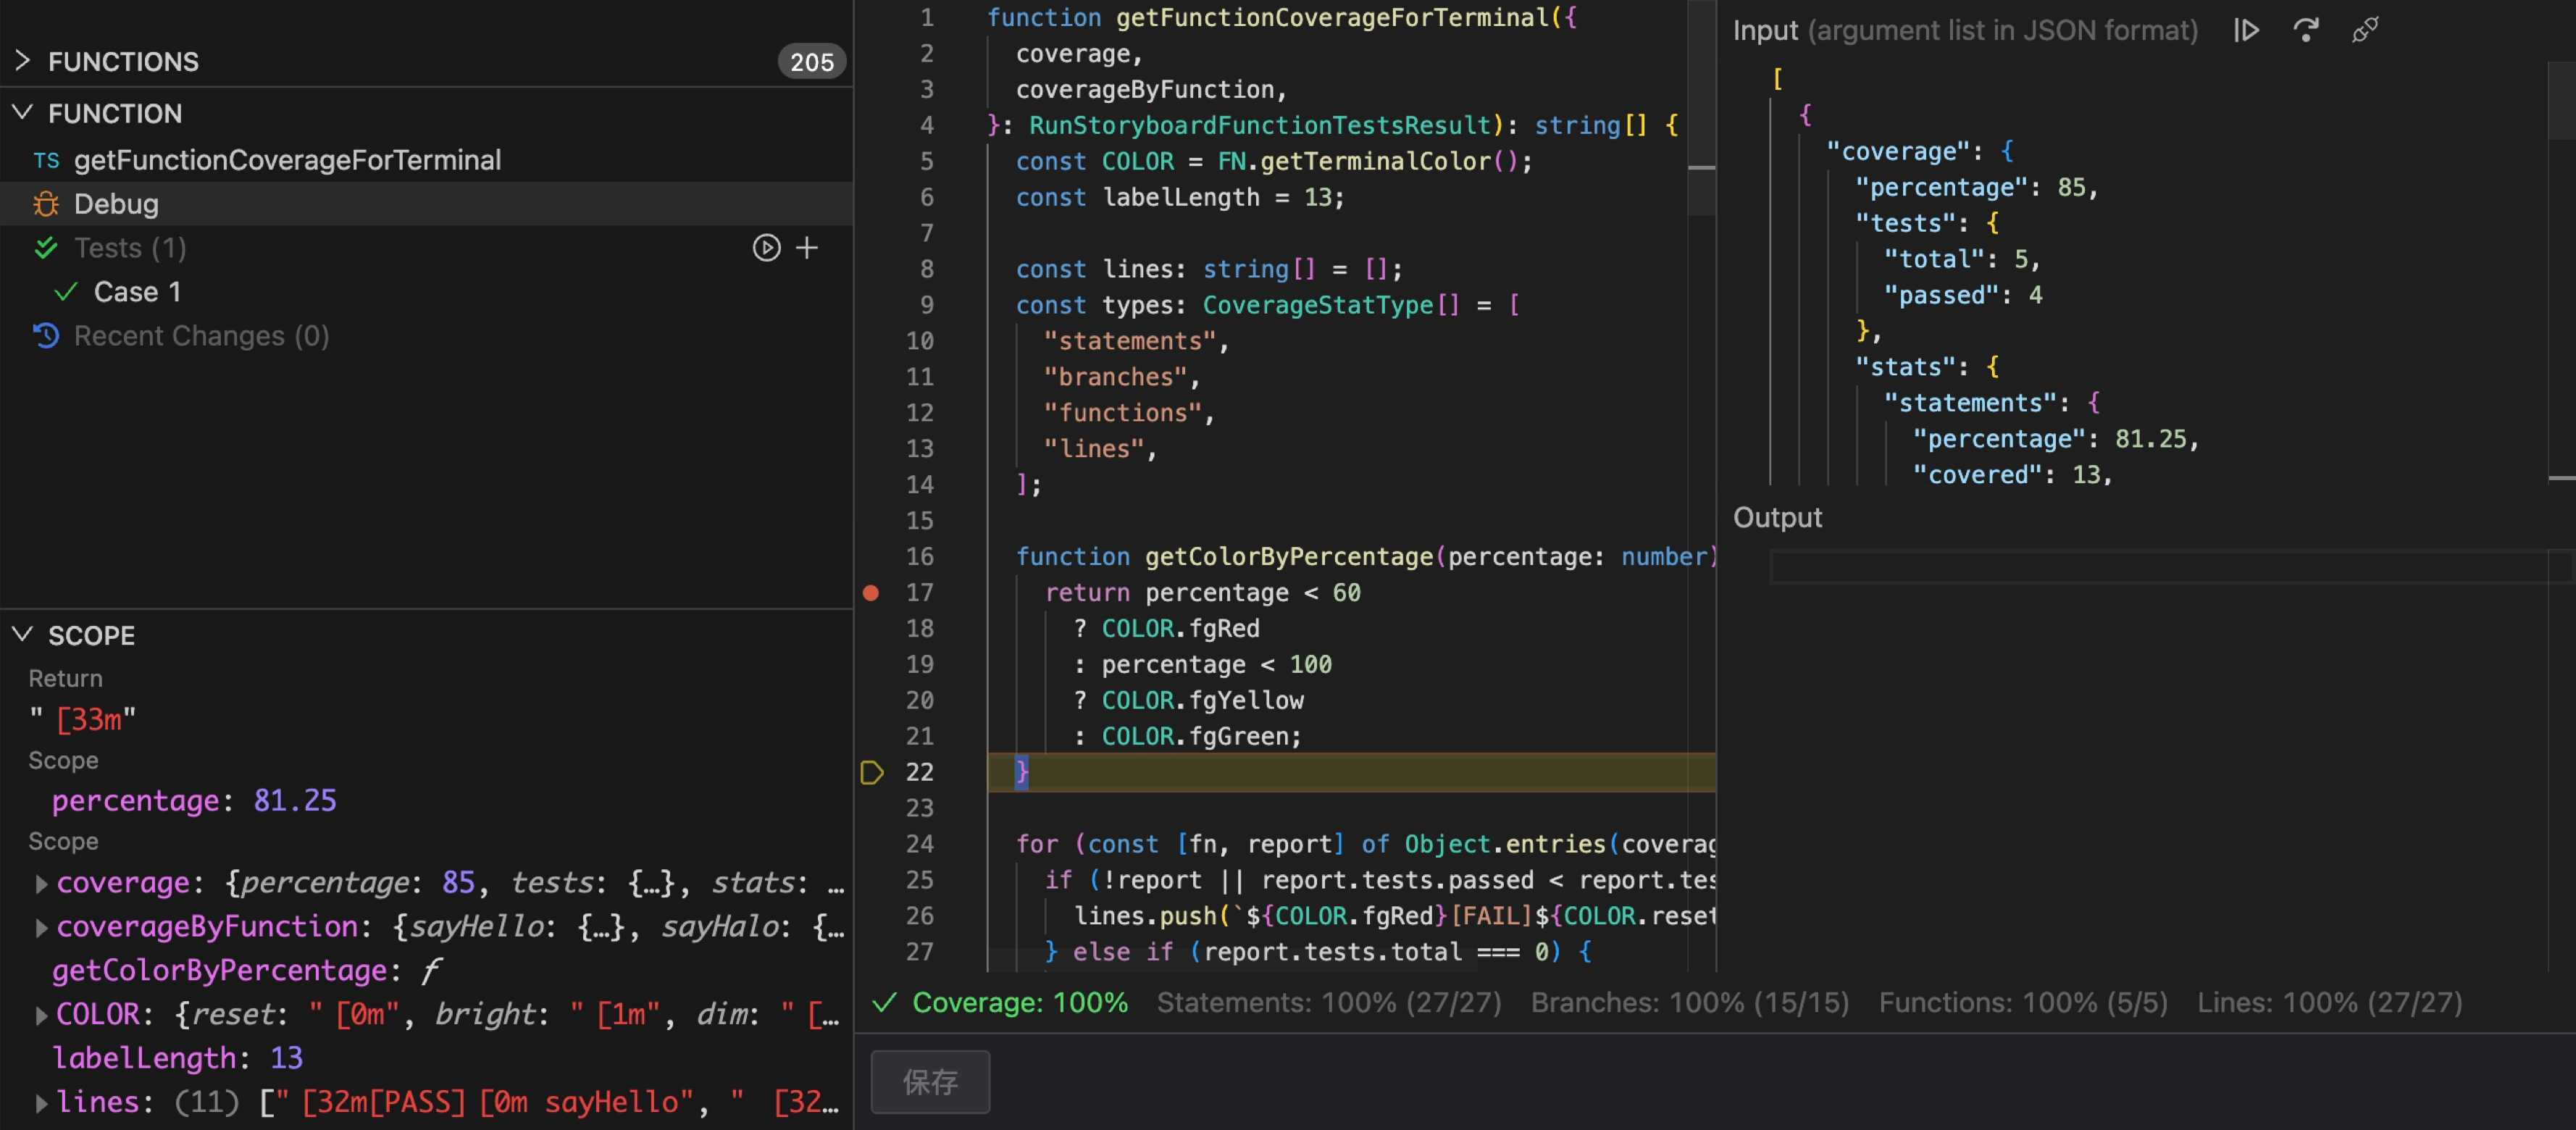 FUNCTIONS
205
FUNCTION
TS getFunctionCoverageForTerminal
Debug
Tests (1)
Case 1
Recent Changes (0)
SCOPE
Return
" [33m"
Scope
percentage: 81.25
Scope
coverage: {percentage: 85, tests: {…}, stats: …
coverageByFunction: {sayHello: {…}, sayHalo: {…
getColorByPercentage: f
COLOR: {reset: " [0m", bright: " [1m", dim: " […
labelLength: 13
lines: (11) [" [32m[PASS] [0m sayHello", "  [32…
1 function getFunctionCoverageForTerminal({
2   coverage,
3   coverageByFunction,
4 }: RunStoryboardFunctionTestsResult): string[] {
5   const COLOR = FN.getTerminalColor();
6   const labelLength = 13;
7
8   const lines: string[] = [];
9   const types: CoverageStatType[] = [
10     "statements",
11     "branches",
12     "functions",
13     "lines",
14   ];
15
16   function getColorByPercentage(percentage: number)
17     return percentage < 60
18       ? COLOR.fgRed
19       : percentage < 100
20       ? COLOR.fgYellow
21       : COLOR.fgGreen;
22   }
23
24   for (const [fn, report] of Object.entries(coverag
25     if (!report || report.tests.passed < report.tes
26       lines.push(`${COLOR.fgRed}[FAIL]${COLOR.reset
27     } else if (report.tests.total === 0) {
Input (argument list in JSON format)
[
  {
    "coverage": {
      "percentage": 85,
      "tests": {
        "total": 5,
        "passed": 4
      },
      "stats": {
        "statements": {
          "percentage": 81.25,
          "covered": 13,
Output
Coverage: 100% Statements: 100% (27/27) Branches: 100% (15/15) Functions: 100% (5/5) Lines: 100% (27/27)
保存